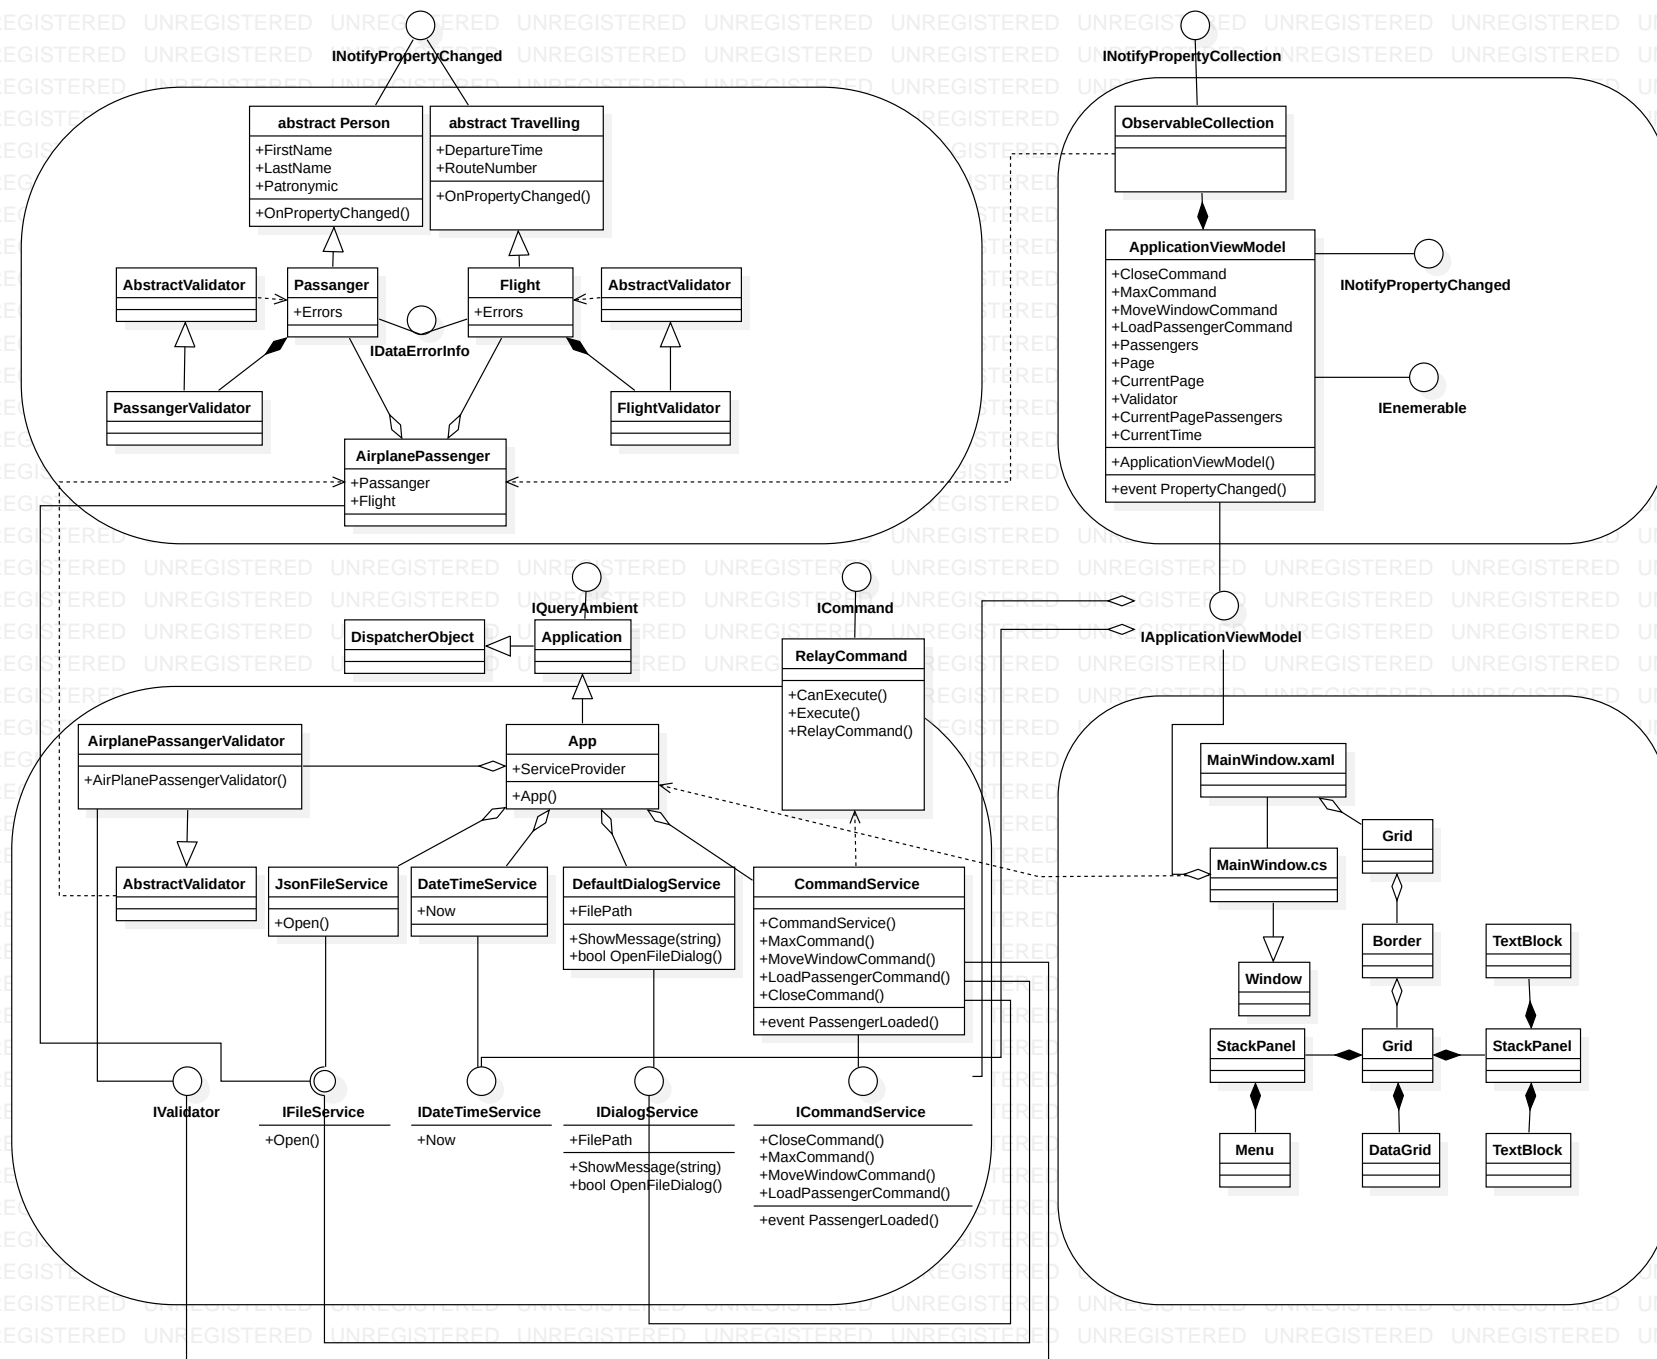 INotifyPropertyChanged
abstract Person
+FirstName
+LastName
+Patronymic
+OnPropertyChanged()
abstract Travelling
+DepartureTime
+RouteNumber
+OnPropertyChanged()
AbstractValidator
Passanger
+Errors
IDataErrorInfo
Flight
+Errors
AbstractValidator
PassangerValidator
FlightValidator
AirplanePassenger
+Passanger
+Flight
INotifyPropertyCollection
ObservableCollection
ApplicationViewModel
+CloseCommand
+MaxCommand
+MoveWindowCommand
+LoadPassengerCommand
+Passengers
+Page
+CurrentPage
+Validator
+CurrentPagePassengers
+CurrentTime
+ApplicationViewModel()
+event PropertyChanged()
INotifyPropertyChanged
IEnemerable
IApplicationViewModel
IQueryAmbient
DispatcherObject
Application
ICommand
RelayCommand
+CanExecute()
+Execute()
+RelayCommand()
AirplanePassangerValidator
+AirPlanePassengerValidator()
App
+ServiceProvider
+App()
AbstractValidator
JsonFileService
+Open()
DateTimeService
+Now
DefaultDialogService
+FilePath
+ShowMessage(string)
+bool OpenFileDialog()
CommandService
+CommandService()
+MaxCommand()
+MoveWindowCommand()
+LoadPassengerCommand()
+CloseCommand()
+event PassengerLoaded()
IValidator
IFileService
+Open()
IDateTimeService
+Now
IDialogService
+FilePath
+ShowMessage(string)
+bool OpenFileDialog()
ICommandService
+CloseCommand()
+MaxCommand()
+MoveWindowCommand()
+LoadPassengerCommand()
+event PassengerLoaded()
MainWindow.xaml
MainWindow.cs
Grid
Window
Border
TextBlock
StackPanel
Grid
StackPanel
Menu
DataGrid
TextBlock
UNREGISTERED